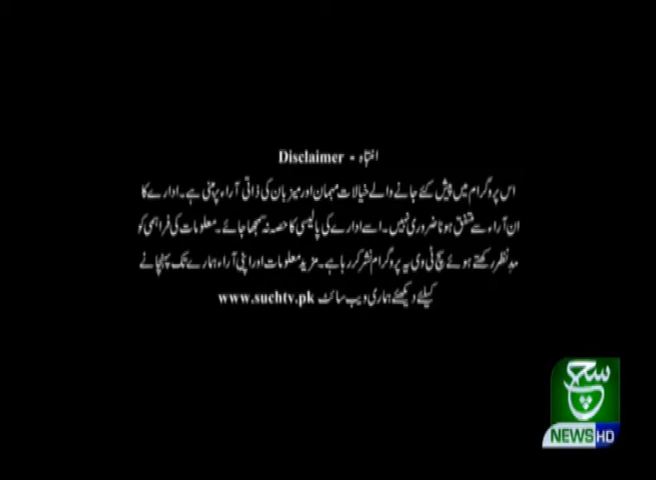 انتباہ - Disclaimer
اس پروگرام میں پیش کئے جانے والے خیالات مہمان اور میزبان کی ذاتی آراء پر مبنی ہے۔ ادارے کا
ان آراء سے متفق ہونا ضروری نہیں۔ اسے ادارے کی پالیسی کا حصہ نہ سمجھا جائے۔ معلومات کی فراہمی کو
مدِ نظر رکھتے ہوئے سچ ٹی وی یہ پروگرام نشر کر رہا ہے۔ مزید معلومات اور اپنی آراء ہمارے تک پہنچانے
کیلئے دیکھئے ہماری ویب سائٹ www.suchtv.pk
سچ
NEWS HD